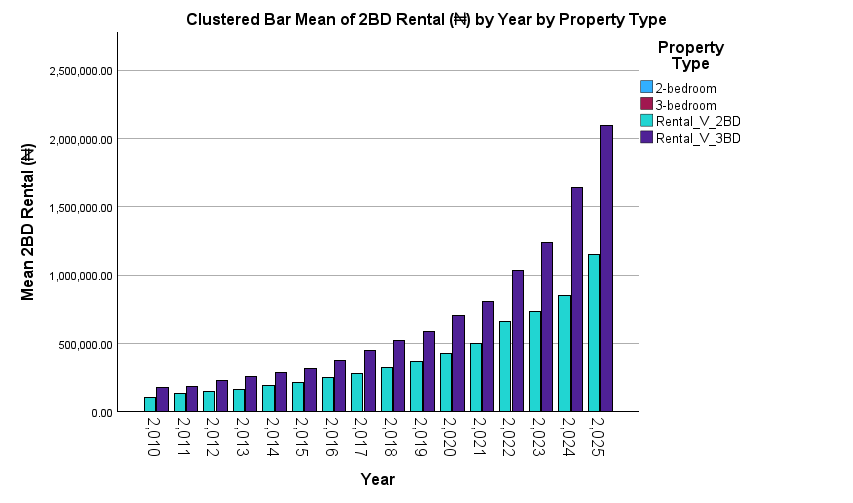 Clustered Bar Mean of 2BD Rental (₦) by Year by Property Type
Property
Type
2-bedroom
3-bedroom
Rental_V_2BD
Rental_V_3BD
Mean 2BD Rental (₦)
2,500,000.00
2,000,000.00
1,500,000.00
1,000,000.00
500,000.00
0.00
2,010
2,011
2,012
2,013
2,014
2,015
2,016
2,017
2,018
2,019
2,020
2,021
2,022
2,023
2,024
2,025
Year